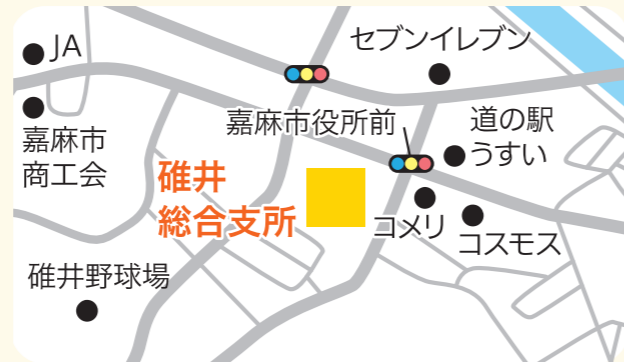 JA
嘉麻市
商工会
セブンイレブン
嘉麻市役所前
道の駅
うすい
碓井
総合支所
コメリ
コスモス
碓井野球場